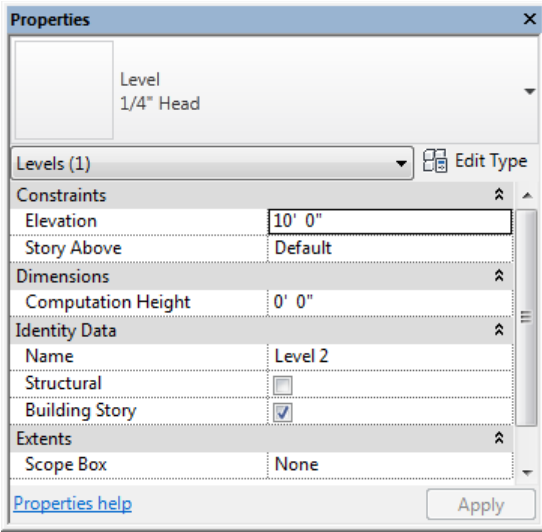 Properties
Level
1/4" Head
Levels (1) Edit Type
Constraints
Elevation 10' 0"
Story Above Default
Dimensions
Computation Height 0' 0"
Identity Data
Name Level 2
Structural
Building Story
Extents
Scope Box None
Properties help Apply